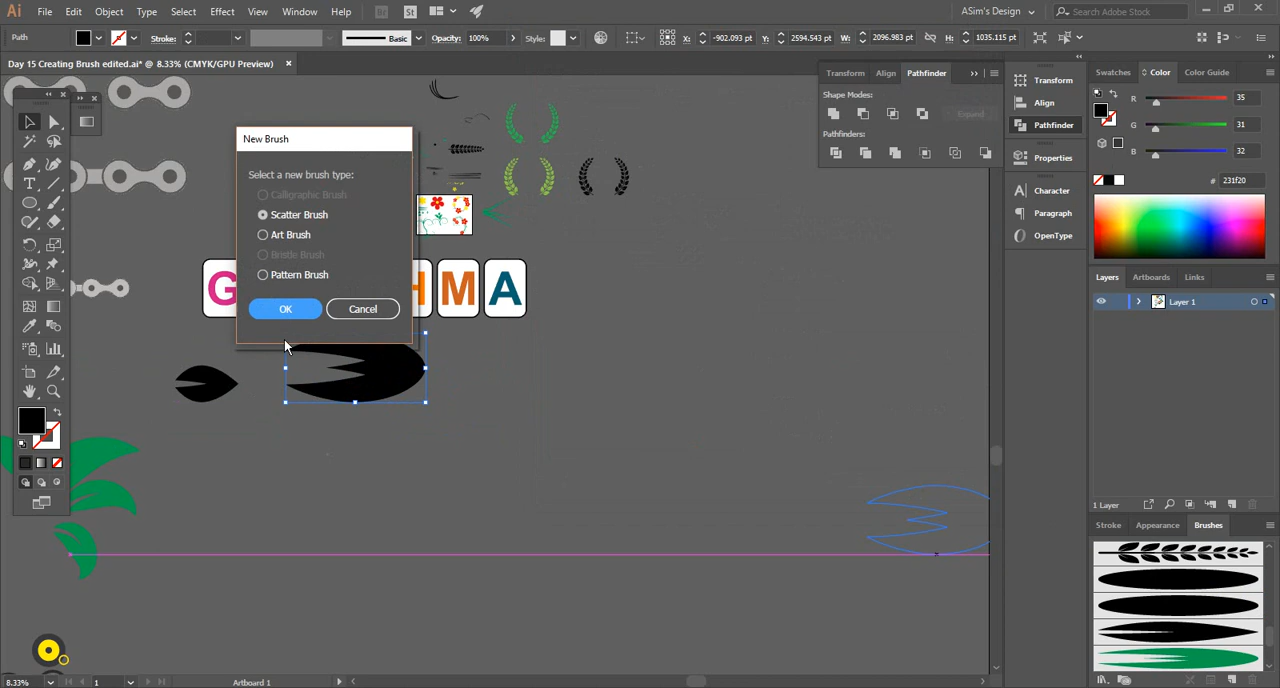 Ai File Edit Object Type Select Effect View Window Help Br St ASim's Design Search Adobe Stock
Path Stroke: Basic Opacity: 100% Style: X: -902.093 pt Y: 2594.543 pt W: 2096.983 pt H: 1035.115 pt
Day 15 Creating Brush edited.ai* @ 8.33% (CMYK/GPU Preview)
Transform Align Pathfinder
Shape Modes:
Expand
Pathfinders:
Transform
Align
Pathfinder
Properties
Character
Paragraph
OpenType
Swatches Color Color Guide
R 35
G 31
B 32
# 231f20
Layers Artboards Links
Layer 1
1 Layer
Stroke Appearance Brushes
New Brush
Select a new brush type:
Calligraphic Brush
Scatter Brush
Art Brush
Bristle Brush
Pattern Brush
OK Cancel
G M A
8.33% 1 Artboard 1